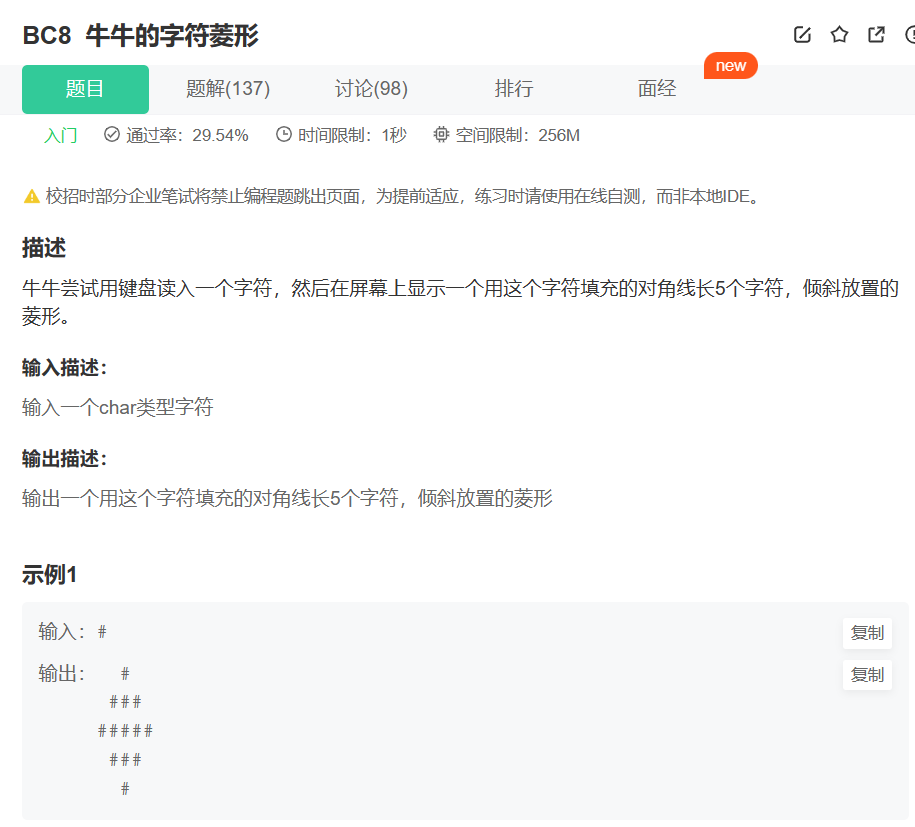 BC8 牛牛的字符菱形
题目 题解(137) 讨论(98) 排行 面经 new
入门 通过率：29.54% 时间限制：1秒 空间限制：256M
校招时部分企业笔试将禁止编程题跳出页面，为提前适应，练习时请使用在线自测，而非本地IDE。
描述
牛牛尝试用键盘读入一个字符，然后在屏幕上显示一个用这个字符填充的对角线长5个字符，倾斜放置的
菱形。
输入描述：
输入一个char类型字符
输出描述：
输出一个用这个字符填充的对角线长5个字符，倾斜放置的菱形
示例1
输入：# 复制
输出：  # 复制
 ###
#####
 ###
  #